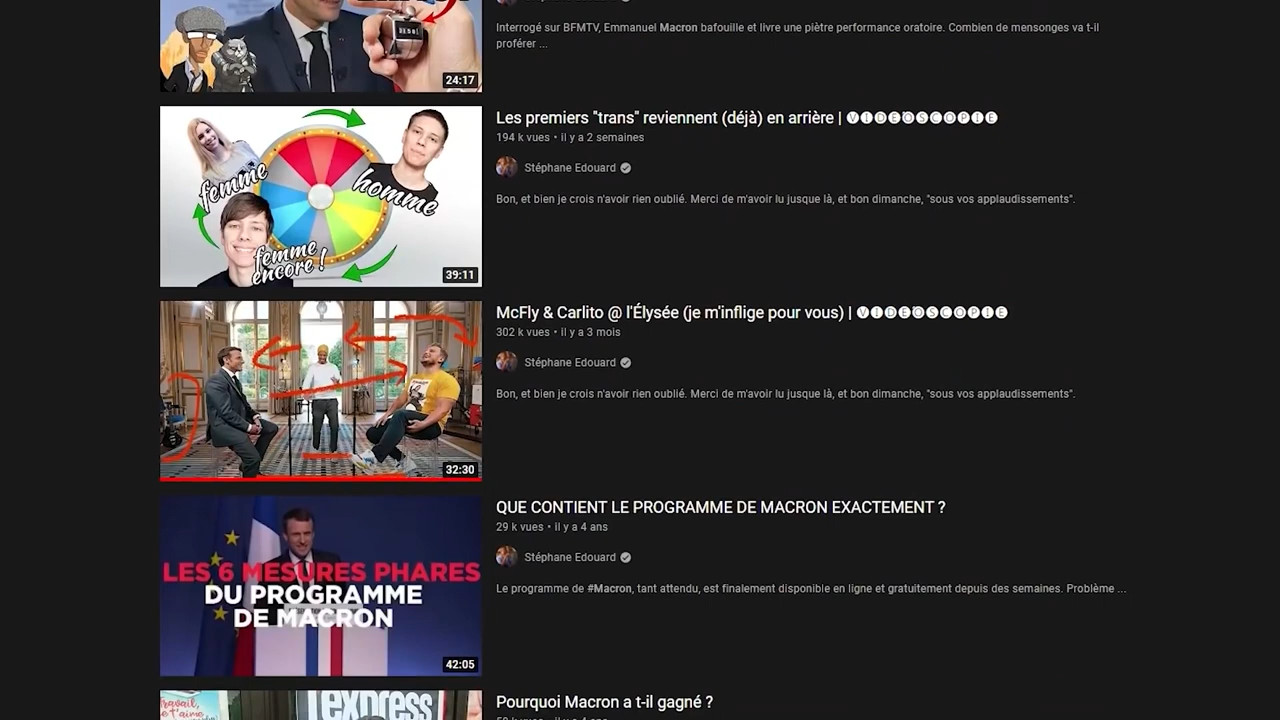 Interrogé sur BFMTV, Emmanuel Macron bafouille et livre une piètre performance oratoire. Combien de mensonges va t-il
proférer ...
24:17
Les premiers "trans" reviennent (déjà) en arrière | ⓋⒾⒹⒺⓄⓈⒸⓄⓅⒾⒺ
194 k vues • il y a 2 semaines
Stéphane Edouard
Bon, et bien je crois n'avoir rien oublié. Merci de m'avoir lu jusque là, et bon dimanche, "sous vos applaudissements".
femme
homme
femme
encore !
39:11
McFly & Carlito @ l'Élysée (je m'inflige pour vous) | ⓋⒾⒹⒺⓄⓈⒸⓄⓅⒾⒺ
302 k vues • il y a 3 mois
Stéphane Edouard
Bon, et bien je crois n'avoir rien oublié. Merci de m'avoir lu jusque là, et bon dimanche, "sous vos applaudissements".
32:30
QUE CONTIENT LE PROGRAMME DE MACRON EXACTEMENT ?
29 k vues • il y a 4 ans
Stéphane Edouard
Le programme de #Macron, tant attendu, est finalement disponible en ligne et gratuitement depuis des semaines. Problème ...
LES 6 MESURES PHARES
DU PROGRAMME
DE MACRON
42:05
Pourquoi Macron a t-il gagné ?
l'express